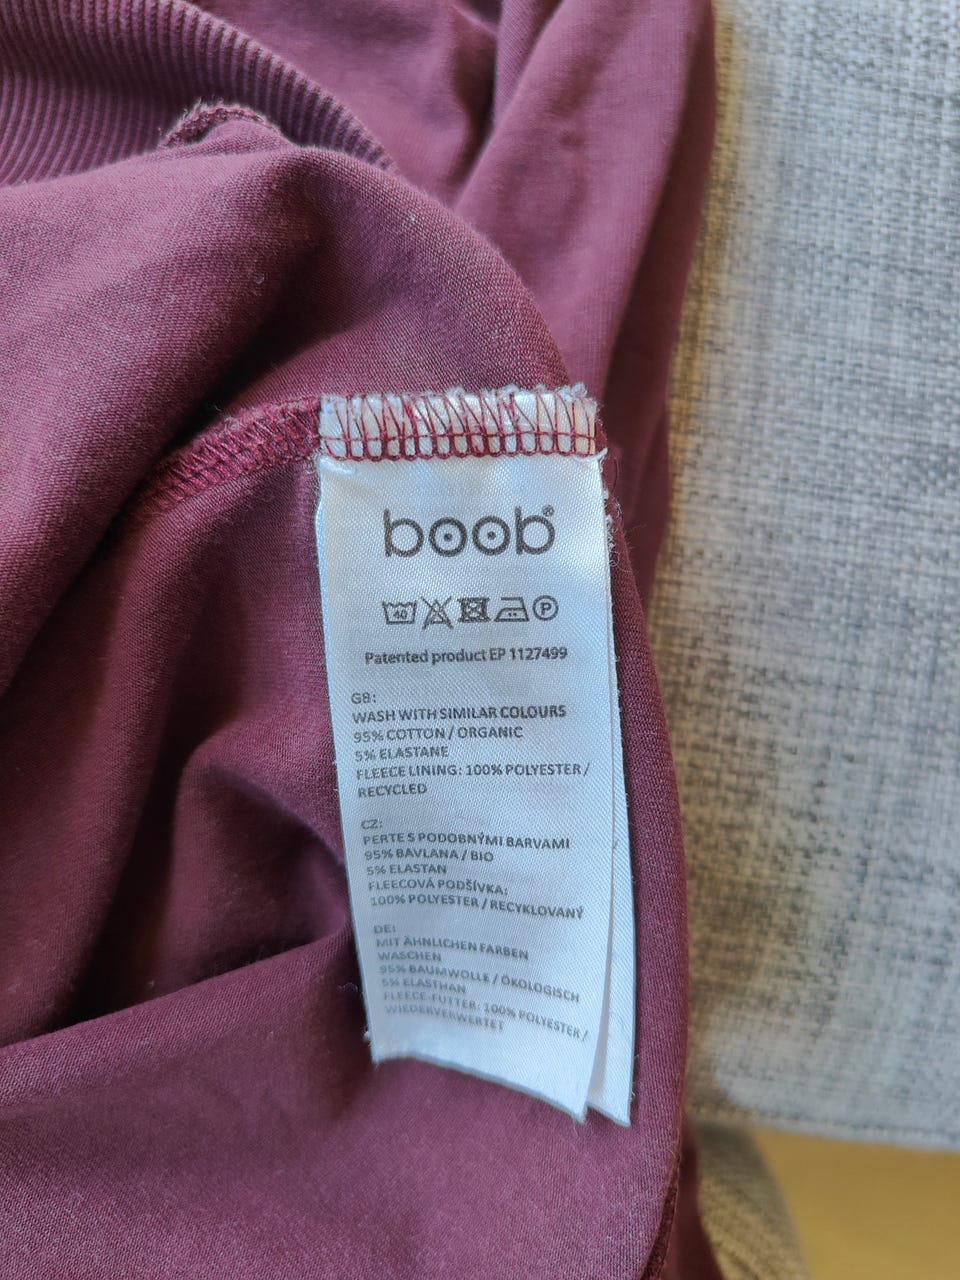 boob®
40 P
Patented product EP 1127499
GB:
WASH WITH SIMILAR COLOURS
95% COTTON / ORGANIC
5% ELASTANE
FLEECE LINING: 100% POLYESTER /
RECYCLED
CZ:
PERTE S PODOBNÝMI BARVAMI
95% BAVLANA / BIO
5% ELASTAN
FLEECOVÁ PODŠÍVKA:
100% POLYESTER / RECYKLOVANÝ
DE:
MIT ÄHNLICHEN FARBEN
WASCHEN
95% BAUMWOLLE / ÖKOLOGISCH
5% ELASTHAN
FLEECE-FUTTER: 100% POLYESTER /
WIEDERVERWERTET